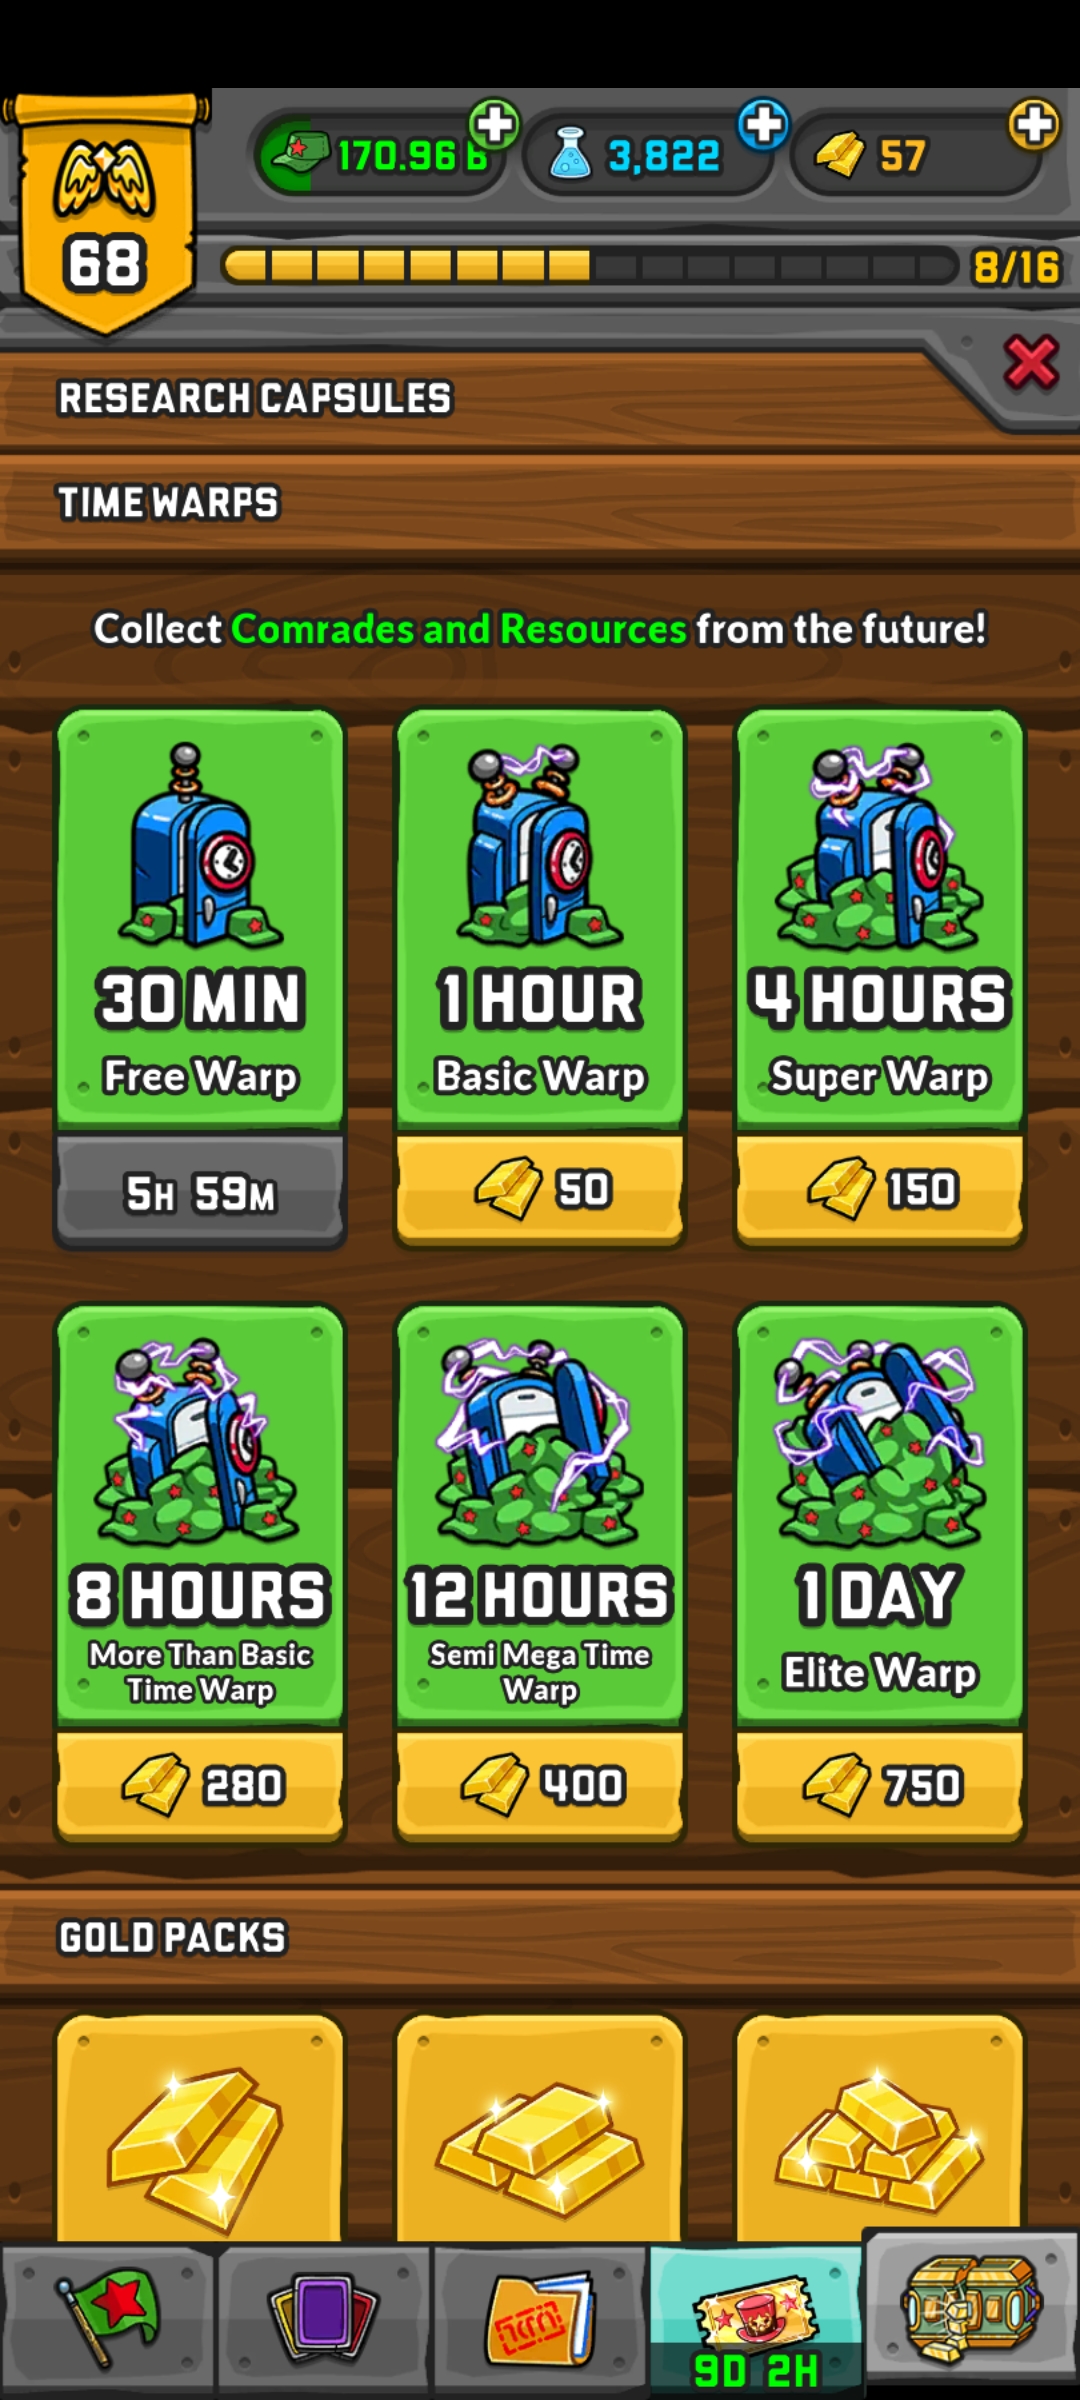 170.96 B
3,822
57
68
8/16
RESEARCH CAPSULES
TIME WARPS
Collect Comrades and Resources from the future!
30 MIN
Free Warp
5H 59M
1 HOUR
Basic Warp
50
4 HOURS
Super Warp
150
8 HOURS
More Than Basic
Time Warp
280
12 HOURS
Semi Mega Time
Warp
400
1 DAY
Elite Warp
750
GOLD PACKS
9D 2H